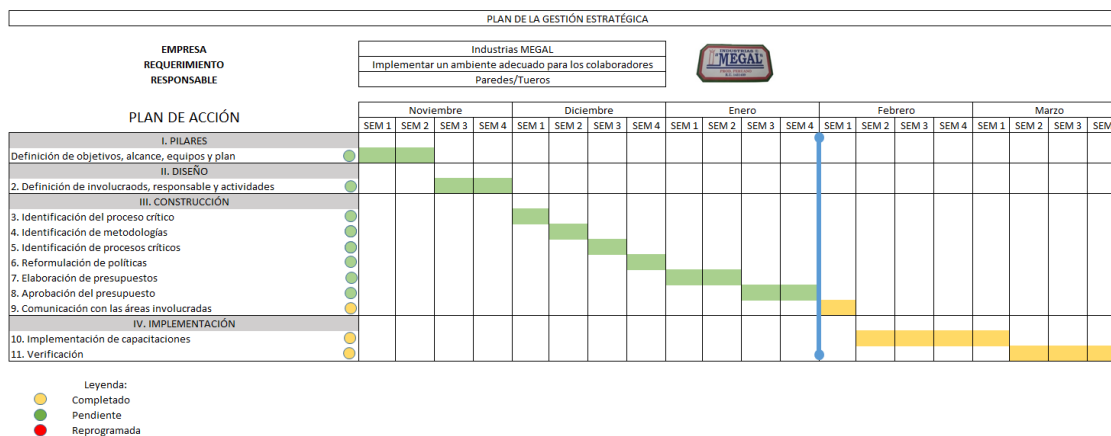 PLAN DE LA GESTIÓN ESTRATÉGICA
EMPRESA Industrias MEGAL
REQUERIMIENTO Implementar un ambiente adecuado para los colaboradores
RESPONSABLE Paredes/Tueros
INDUSTRIAS
MEGAL
PLAN DE ACCIÓN
Noviembre Diciembre Enero Febrero Marzo
SEM 1 SEM 2 SEM 3 SEM 4 SEM 1 SEM 2 SEM 3 SEM 4 SEM 1 SEM 2 SEM 3 SEM 4 SEM 1 SEM 2 SEM 3 SEM 4 SEM 1 SEM 2 SEM 3 SEM
I. PILARES
Definición de objetivos, alcance, equipos y plan
II. DISEÑO
2. Definición de involucraods, responsable y actividades
III. CONSTRUCCIÓN
3. Identificación del proceso crítico
4. Identificación de metodologías
5. Identificación de procesos críticos
6. Reformulación de políticas
7. Elaboración de presupuestos
8. Aprobación del presupuesto
9. Comunicación con las áreas involucradas
IV. IMPLEMENTACIÓN
10. Implementación de capacitaciones
11. Verificación
Leyenda:
Completado
Pendiente
Reprogramada